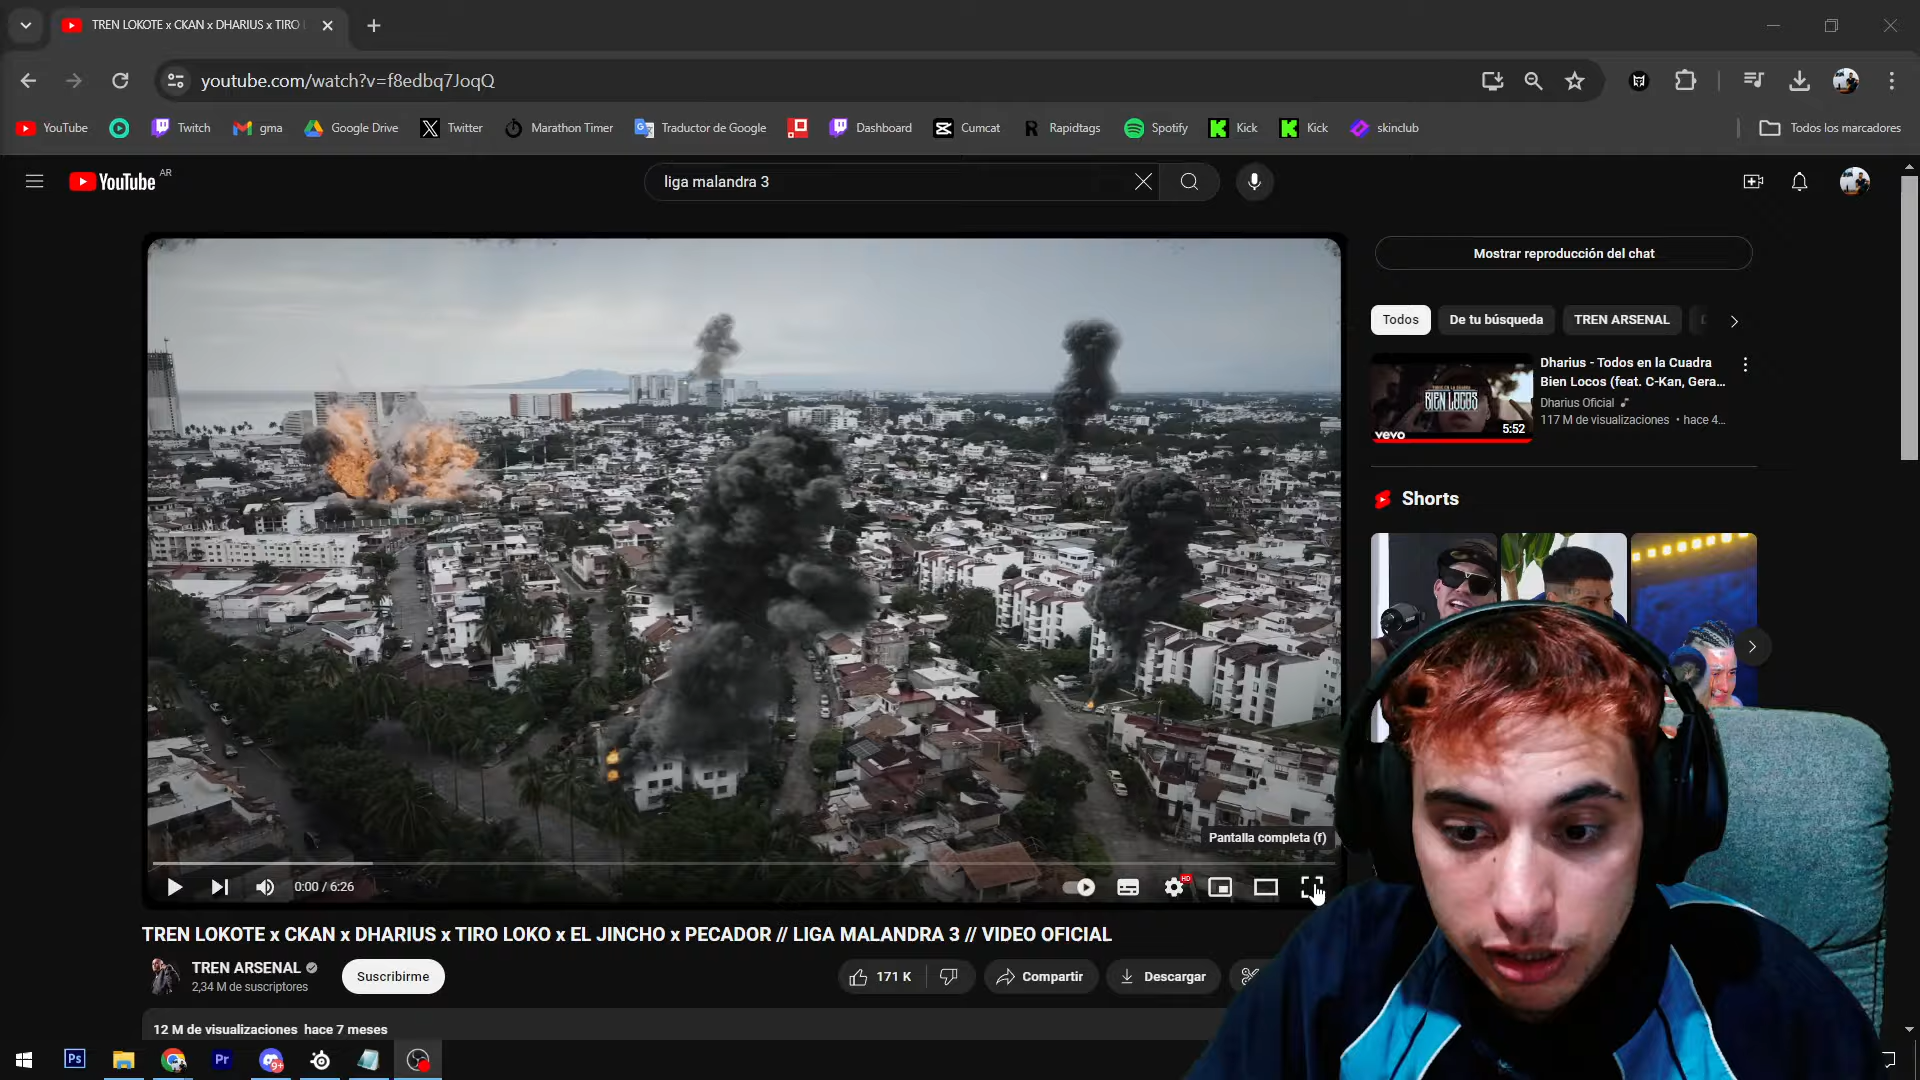 TREN LOKOTE x CKAN x DHARIUS x TIRO
youtube.com/watch?v=f8edbq7JoqQ
YouTube
Twitch
gma
Google Drive
Twitter
Marathon Timer
Traductor de Google
Dashboard
Cumcat
Rapidtags
Spotify
Kick
Kick
skinclub
Todos los marcadores
YouTube AR
liga malandra 3
Mostrar reproducción del chat
Todos
De tu búsqueda
TREN ARSENAL
Dharius - Todos en la Cuadra
Bien Locos (feat. C-Kan, Gera...
Dharius Oficial
117 M de visualizaciones • hace 4...
BIEN LOCOS
vevo
5:52
Shorts
Pantalla completa (f)
0:00 / 6:26
HD
TREN LOKOTE x CKAN x DHARIUS x TIRO LOKO x EL JINCHO x PECADOR // LIGA MALANDRA 3 // VIDEO OFICIAL
TREN ARSENAL
2,34 M de suscriptores
Suscribirme
171 K
Compartir
Descargar
12 M de visualizaciones hace 7 meses
Ps
Pr
9+